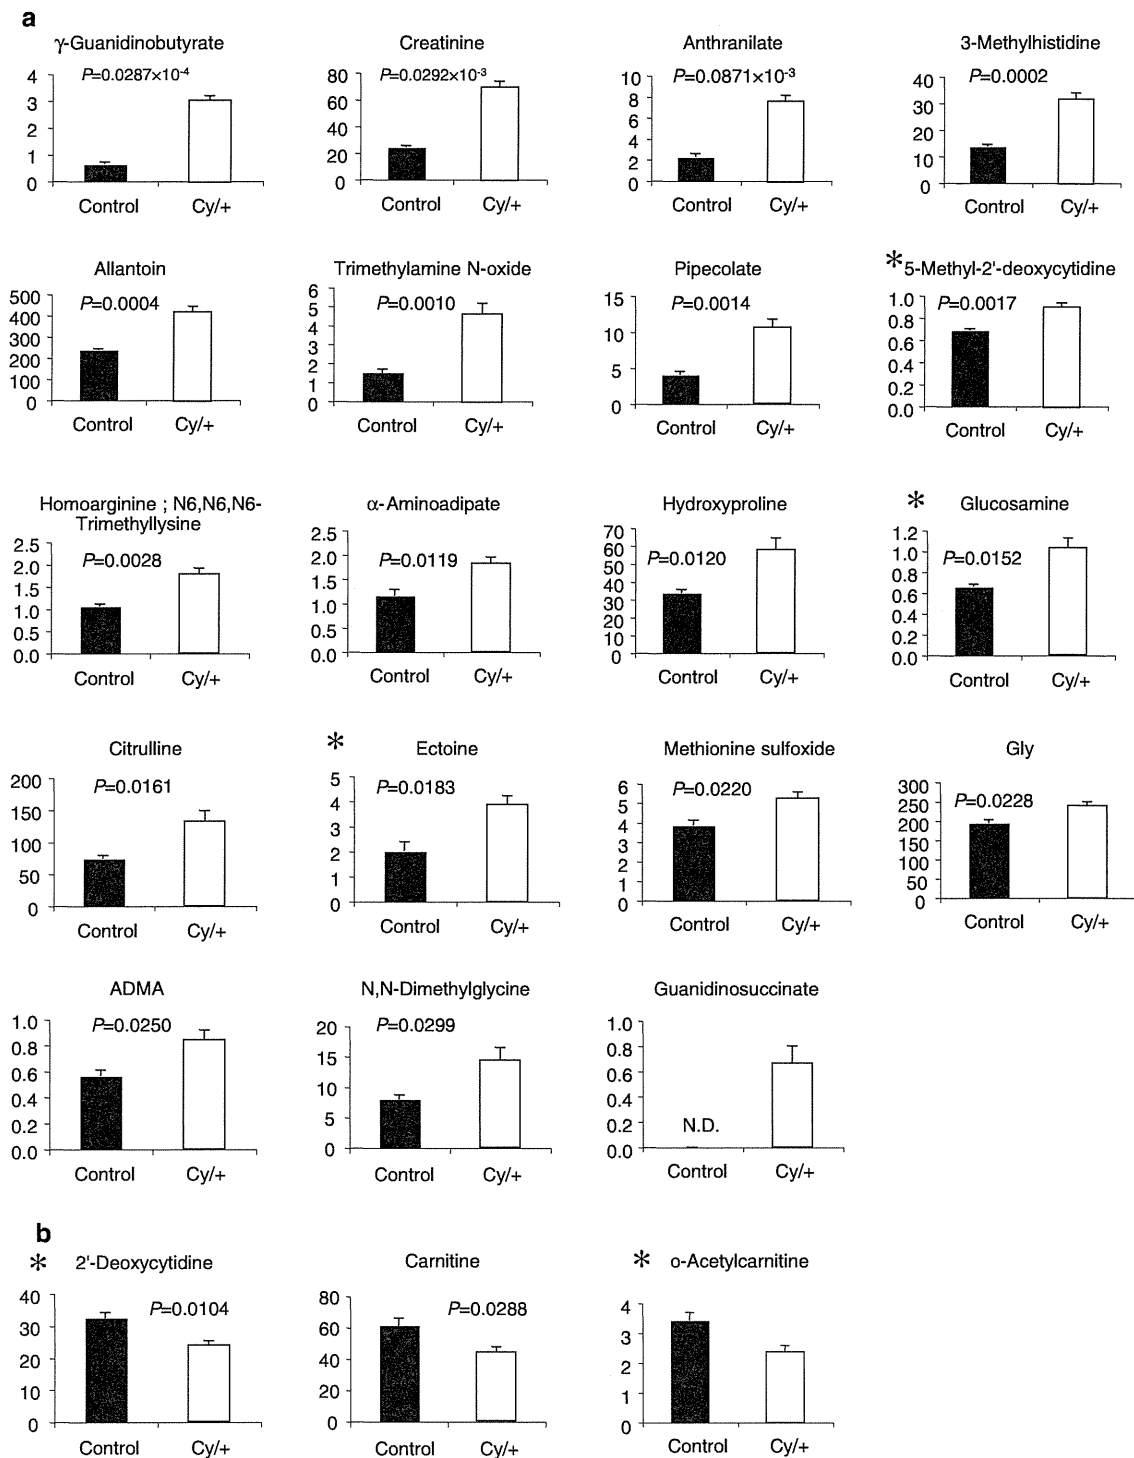 a
γ-Guanidinobutyrate
P=0.0287×10-4
4
3
2
1
0
Control Cy/+
Creatinine
P=0.0292×10-3
80
60
40
20
0
Control Cy/+
Anthranilate
P=0.0871×10-3
10
8
6
4
2
0
Control Cy/+
3-Methylhistidine
P=0.0002
40
30
20
10
0
Control Cy/+
Allantoin
P=0.0004
500
400
300
200
100
0
Control Cy/+
Trimethylamine N-oxide
P=0.0010
6
5
4
3
2
1
0
Control Cy/+
Pipecolate
P=0.0014
15
10
5
0
Control Cy/+
*5-Methyl-2'-deoxycytidine
P=0.0017
1.0
0.8
0.6
0.4
0.2
0.0
Control Cy/+
Homoarginine ; N6,N6,N6-
Trimethyllysine
P=0.0028
2.5
2.0
1.5
1.0
0.5
0.0
Control Cy/+
α-Aminoadipate
P=0.0119
2.5
2.0
1.5
1.0
0.5
0.0
Control Cy/+
Hydroxyproline
P=0.0120
70
60
50
40
30
20
10
0
Control Cy/+
* Glucosamine
P=0.0152
1.2
1.0
0.8
0.6
0.4
0.2
0.0
Control Cy/+
Citrulline
P=0.0161
200
150
100
50
0
Control Cy/+
* Ectoine
P=0.0183
5
4
3
2
1
0
Control Cy/+
Methionine sulfoxide
P=0.0220
6
5
4
3
2
1
0
Control Cy/+
Gly
P=0.0228
300
250
200
150
100
50
0
Control Cy/+
ADMA
P=0.0250
1.0
0.8
0.6
0.4
0.2
0.0
Control Cy/+
N,N-Dimethylglycine
P=0.0299
20
15
10
5
0
Control Cy/+
Guanidinosuccinate
1.0
0.8
0.6
0.4
0.2
0.0
N.D.
Control Cy/+
b
* 2'-Deoxycytidine
P=0.0104
40
30
20
10
0
Control Cy/+
Carnitine
P=0.0288
80
60
40
20
0
Control Cy/+
* o-Acetylcarnitine
4
3
2
1
0
Control Cy/+